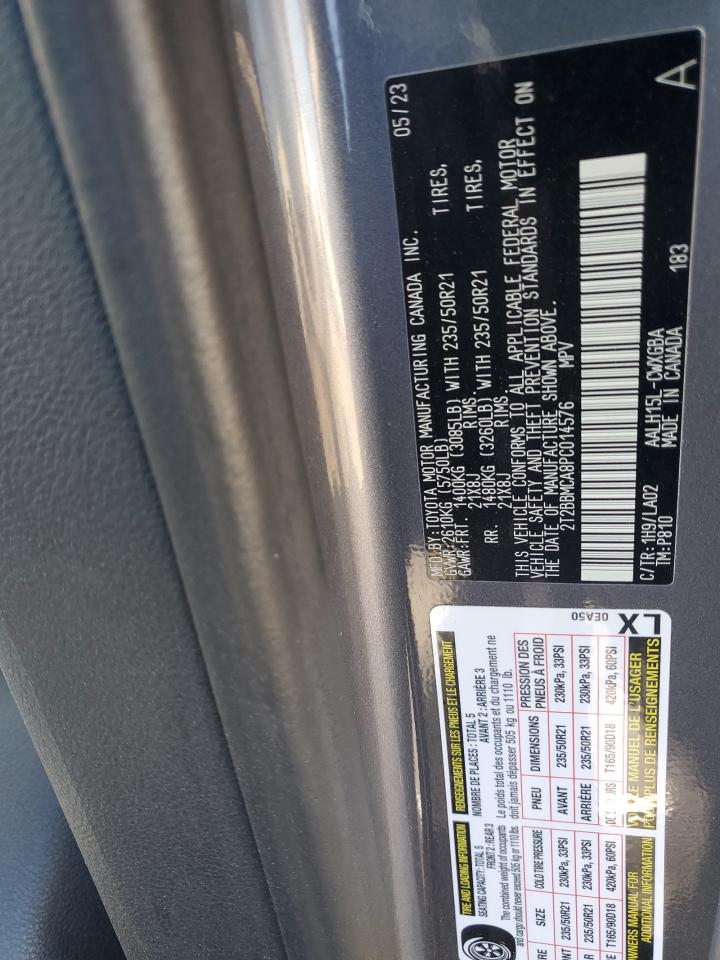 MFD.BY:TOYOTA MOTOR MANUFACTURING CANADA INC. 05/23
GVWR:2610KG (5750LB)
GAWR:FRT. 1400KG (3085LB) WITH 235/50R21 TIRES,
21X8J RIMS
RR. 1480KG (3260LB) WITH 235/50R21 TIRES,
21X8J RIMS
THIS VEHICLE CONFORMS TO ALL APPLICABLE FEDERAL MOTOR
VEHICLE SAFETY AND THEFT PREVENTION STANDARDS IN EFFECT ON
THE DATE OF MANUFACTURE SHOWN ABOVE.
2T2BBMCA8PC014576 MPV
C/TR:1H9/LA02 AALH15L-CWXGBA 183 A
TM:P810 MADE IN CANADA
TIRE AND LOADING INFORMATION
SEATING CAPACITY: TOTAL 5
FRONT 2: REAR 3
The combined weight of occupants
and cargo should never exceed 505 kg or 1110 lbs.
SIZE COLD TIRE PRESSURE
235/50R21 230kPa, 33PSI
235/50R21 230kPa, 33PSI
T165/90D18 420kPa, 60PSI
OWNERS MANUAL FOR
ADDITIONAL INFORMATION
RENSEIGNEMENTS SUR LES PNEUS ET LE CHARGEMENT
NOMBRE DE PLACES : TOTAL 5
AVANT 2 : ARRIÈRE 3
Le poids total des occupants et du chargement ne
doit jamais dépasser 505 kg ou 1110 lb.
PNEU DIMENSIONS PRESSION DES PNEUS À FROID
AVANT 235/50R21 230kPa, 33PSI
ARRIÈRE 235/50R21 230kPa, 33PSI
T165/90D18 420kPa, 60PSI
LE MANUEL DE L'USAGER
PLUS DE RENSEIGNEMENTS
LX 0EA50